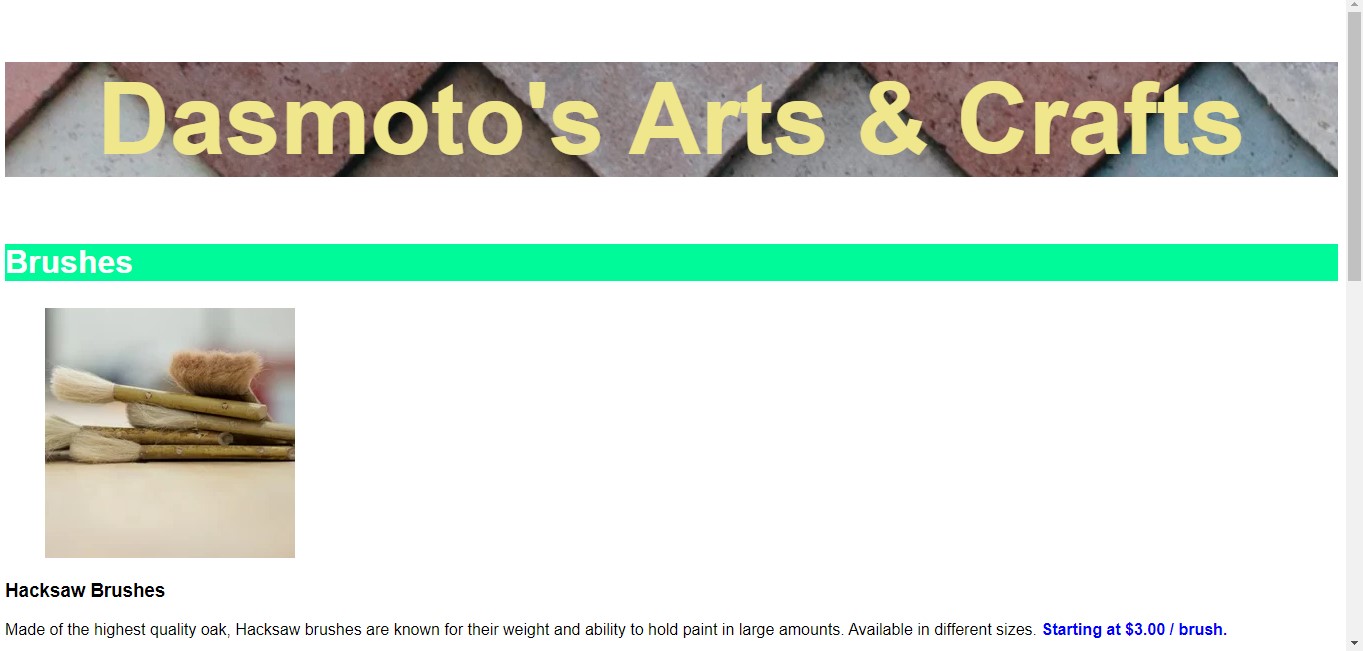 Dasmoto's Arts & Crafts
Brushes
Hacksaw Brushes
Made of the highest quality oak, Hacksaw brushes are known for their weight and ability to hold paint in large amounts. Available in different sizes. Starting at $3.00 / brush.